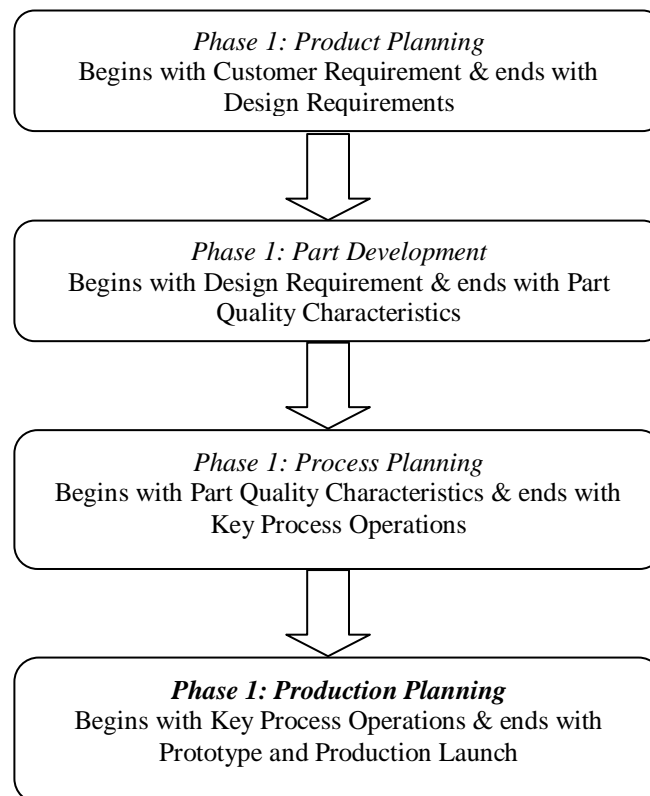 Phase 1: Product Planning
Begins with Customer Requirement & ends with
Design Requirements
Phase 1: Part Development
Begins with Design Requirement & ends with Part
Quality Characteristics
Phase 1: Process Planning
Begins with Part Quality Characteristics & ends with
Key Process Operations
Phase 1: Production Planning
Begins with Key Process Operations & ends with
Prototype and Production Launch